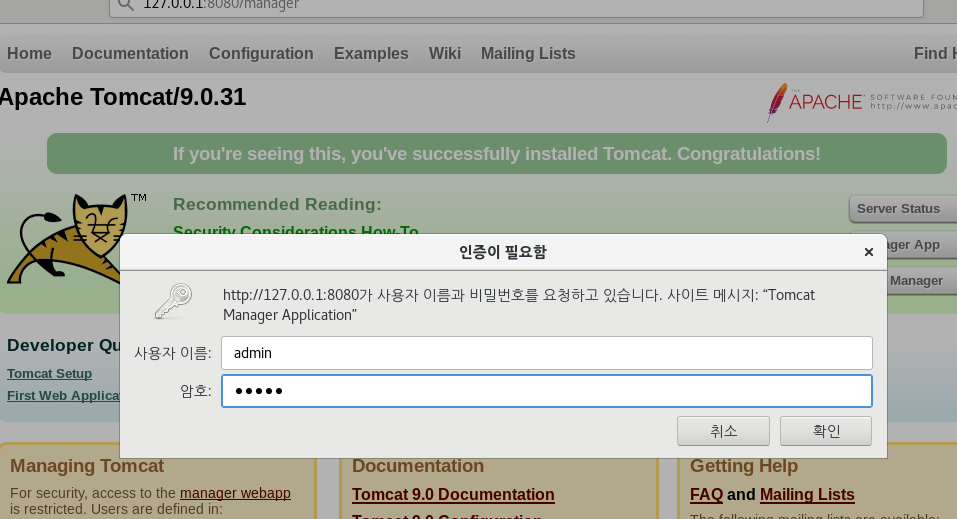 127.0.0.1:8080/manager
Home Documentation Configuration Examples Wiki Mailing Lists Find
Apache Tomcat/9.0.31
THE
APACHE SOFTWARE
http://www.
If you're seeing this, you've successfully installed Tomcat. Congratulations!
TM
Recommended Reading:
Security Considerations How-To
Server Status
App
Manager
인증이 필요함
×
http://127.0.0.1:8080가 사용자 이름과 비밀번호를 요청하고 있습니다. 사이트 메시지: “Tomcat
Manager Application”
사용자 이름: admin
암호: •••••
취소 확인
Developer
Tomcat Setup
First Web
Managing Tomcat
For security, access to the manager webapp
is restricted. Users are defined in:
Documentation
Tomcat 9.0 Documentation
Tomcat 9.0 Configuration
Getting Help
FAQ and Mailing Lists
The following mailing lists are available: